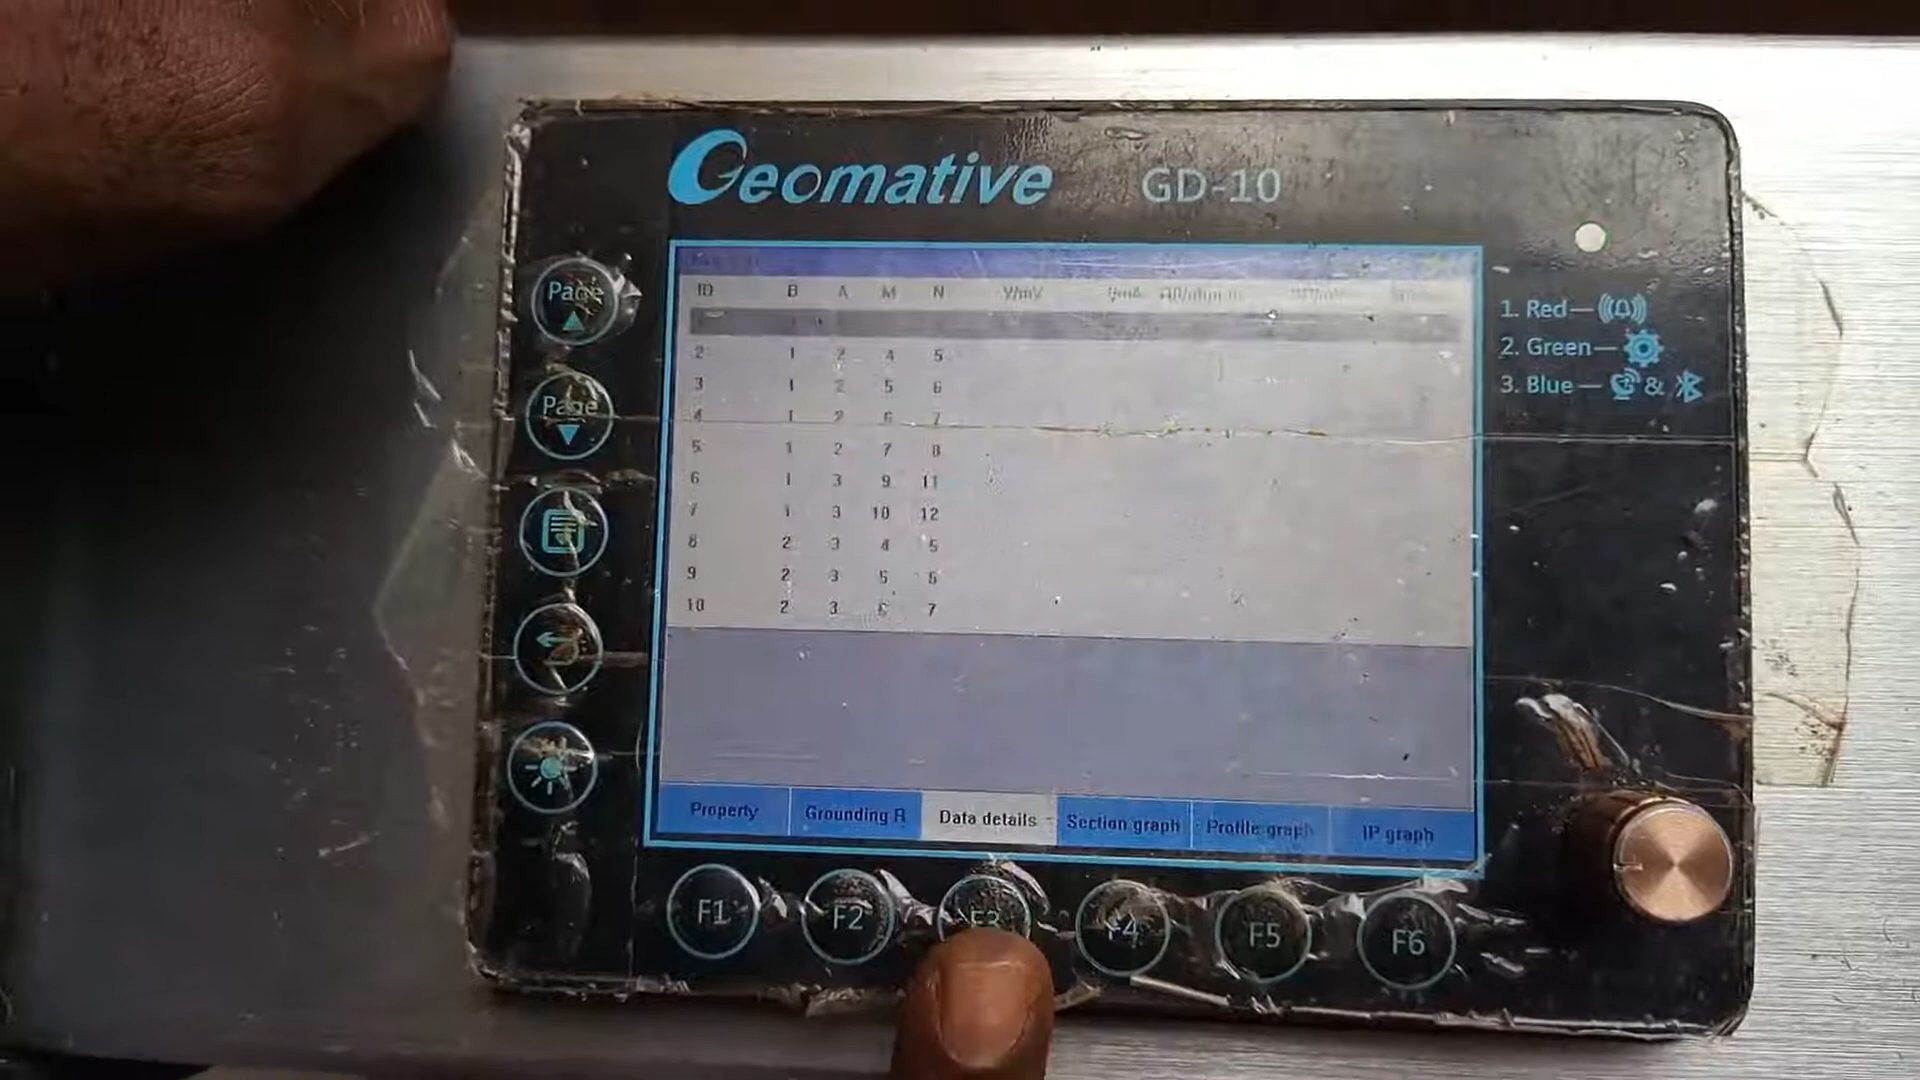 Geomative GD-10
ID B A M N V/mV
2 1 2 4 5
3 1 2 5 6
4 1 2 6 7
5 1 2 7 8
6 1 3 9 11
7 1 3 10 12
8 2 3 4 5
9 2 3 5 6
10 2 3 6 7
Property Grounding R Data details Section graph Profile graph IP graph
Page
Page
1. Red—
2. Green—
3. Blue— &
F1 F2 F3 F4 F5 F6